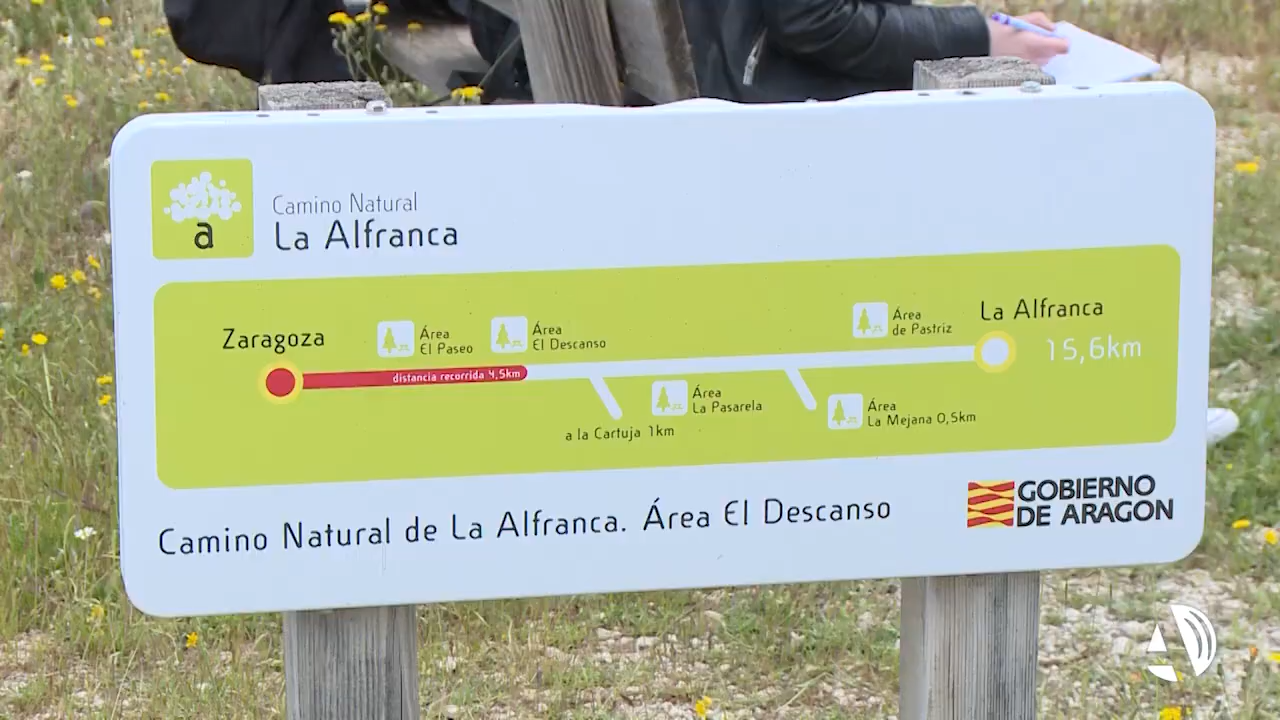 a
Camino Natural
La Alfranca
Zaragoza
Área
El Paseo
Área
El Descanso
Área
de Pastriz
La Alfranca
15,6km
distancia recorrida 4,5km
a la Cartuja 1km
Área
La Pasarela
Área
La Mejana 0,5km
Camino Natural de La Alfranca. Área El Descanso
GOBIERNO
DE ARAGON